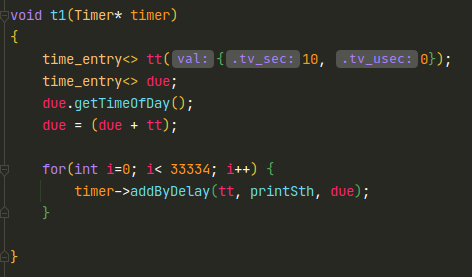 void t1(Timer* timer)
{
time_entry<> tt(val:{.tv_sec:10, .tv_usec:0});
time_entry<> due;
due.getTimeOfDay();
due = (due + tt);
for(int i=0; i< 33334; i++) {
timer->addByDelay(tt, printSth, due);
}
}